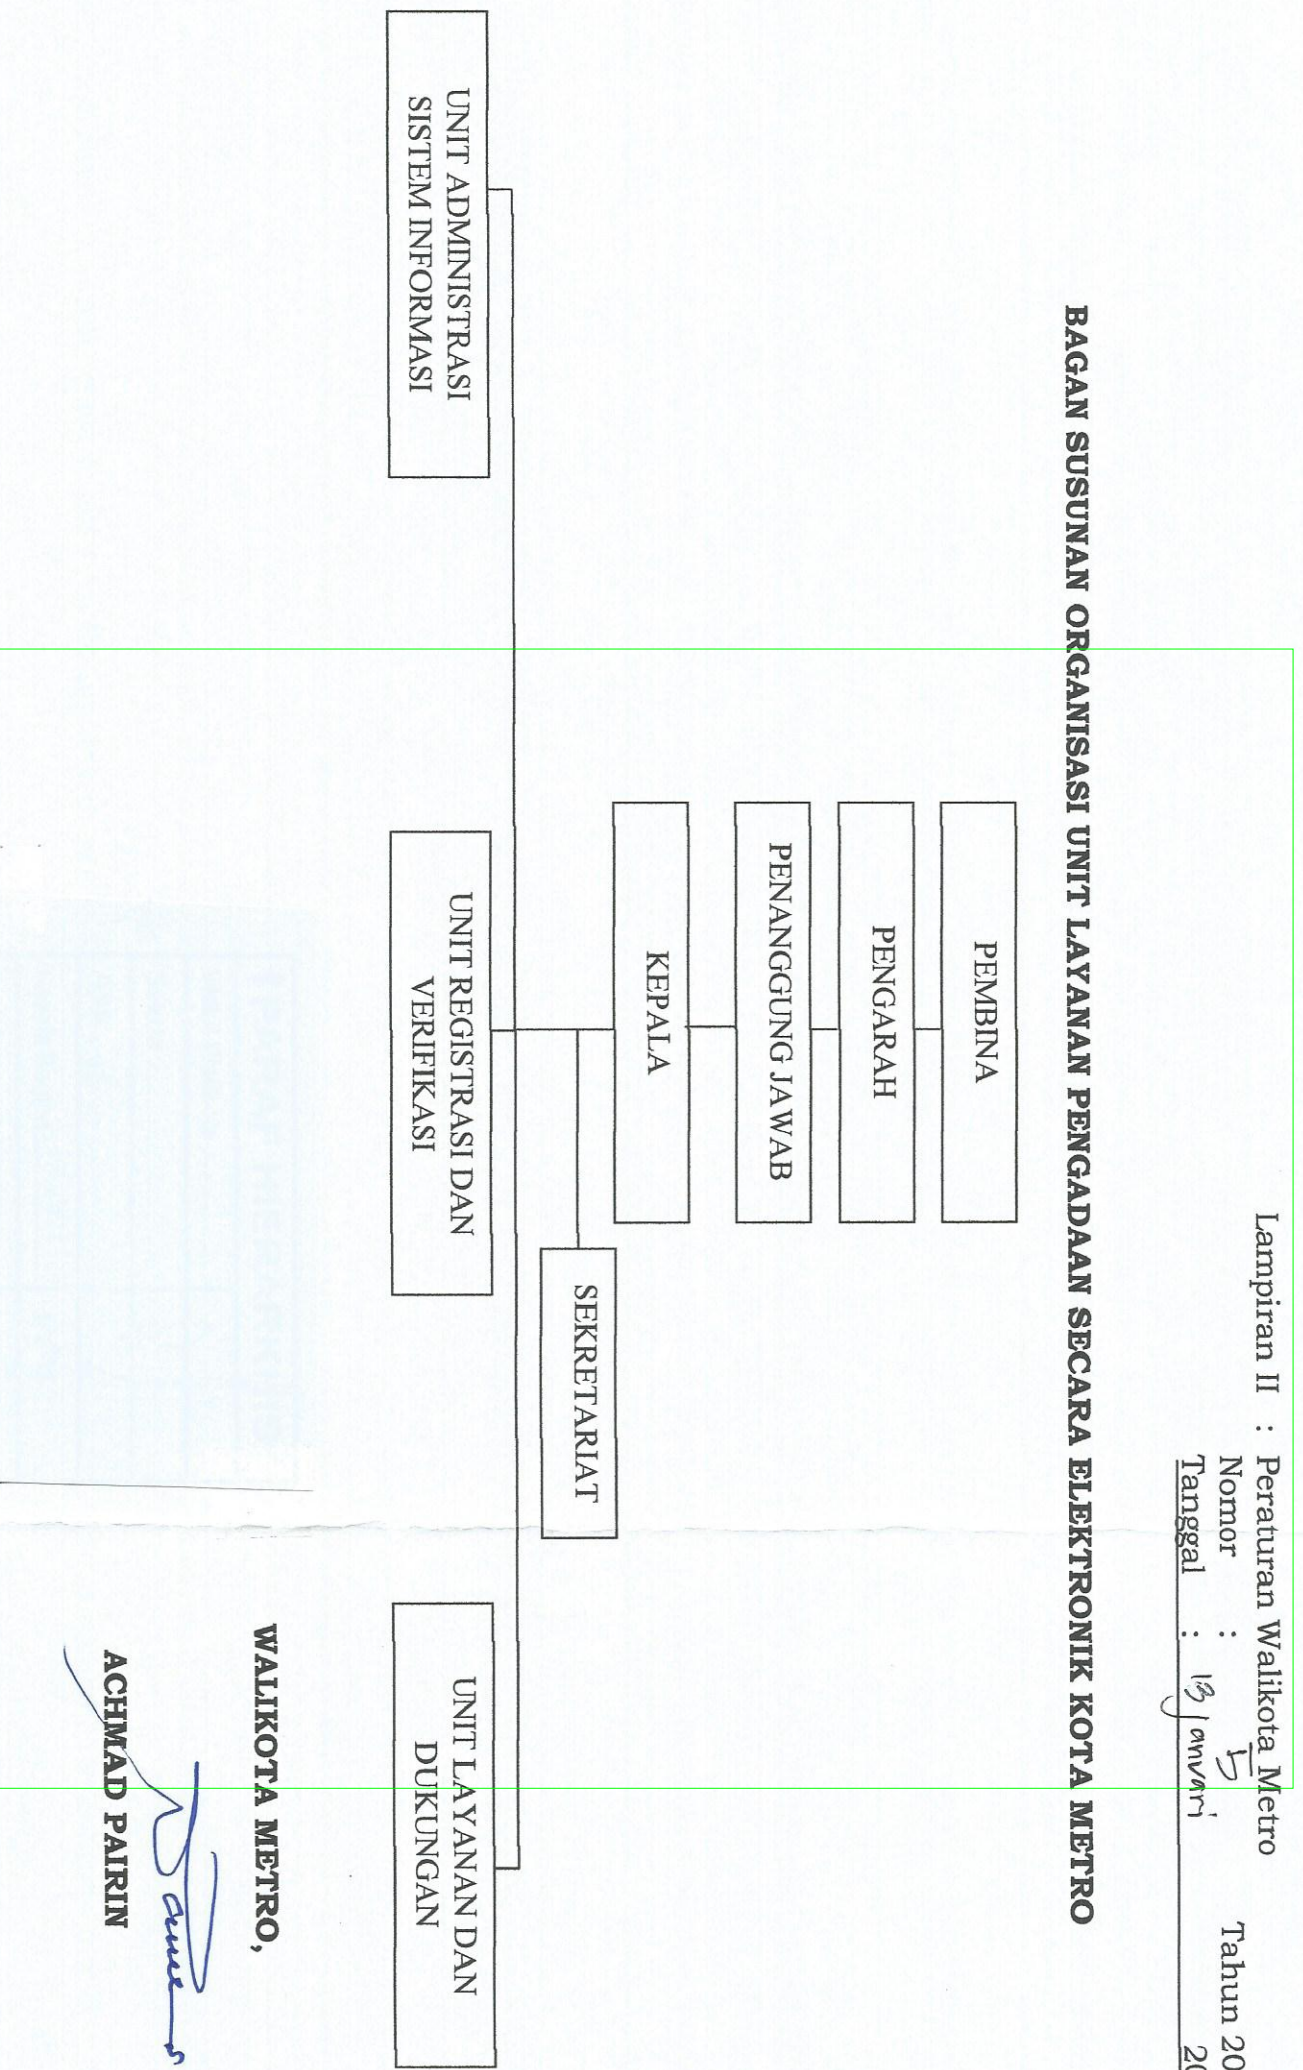 Lampiran II : Peraturan Walikota Metro
Nomor : 5 Tahun 20
Tanggal : 13 Januari 20
BAGAN SUSUNAN ORGANISASI UNIT LAYANAN PENGADAAN SECARA ELEKTRONIK KOTA METRO
PEMBINA
PENGARAH
PENANGGUNG JAWAB
KEPALA
SEKRETARIAT
UNIT ADMINISTRASI
SISTEM INFORMASI
UNIT REGISTRASI DAN
VERIFIKASI
UNIT LAYANAN DAN
DUKUNGAN
WALIKOTA METRO,
ACHMAD PAIRIN